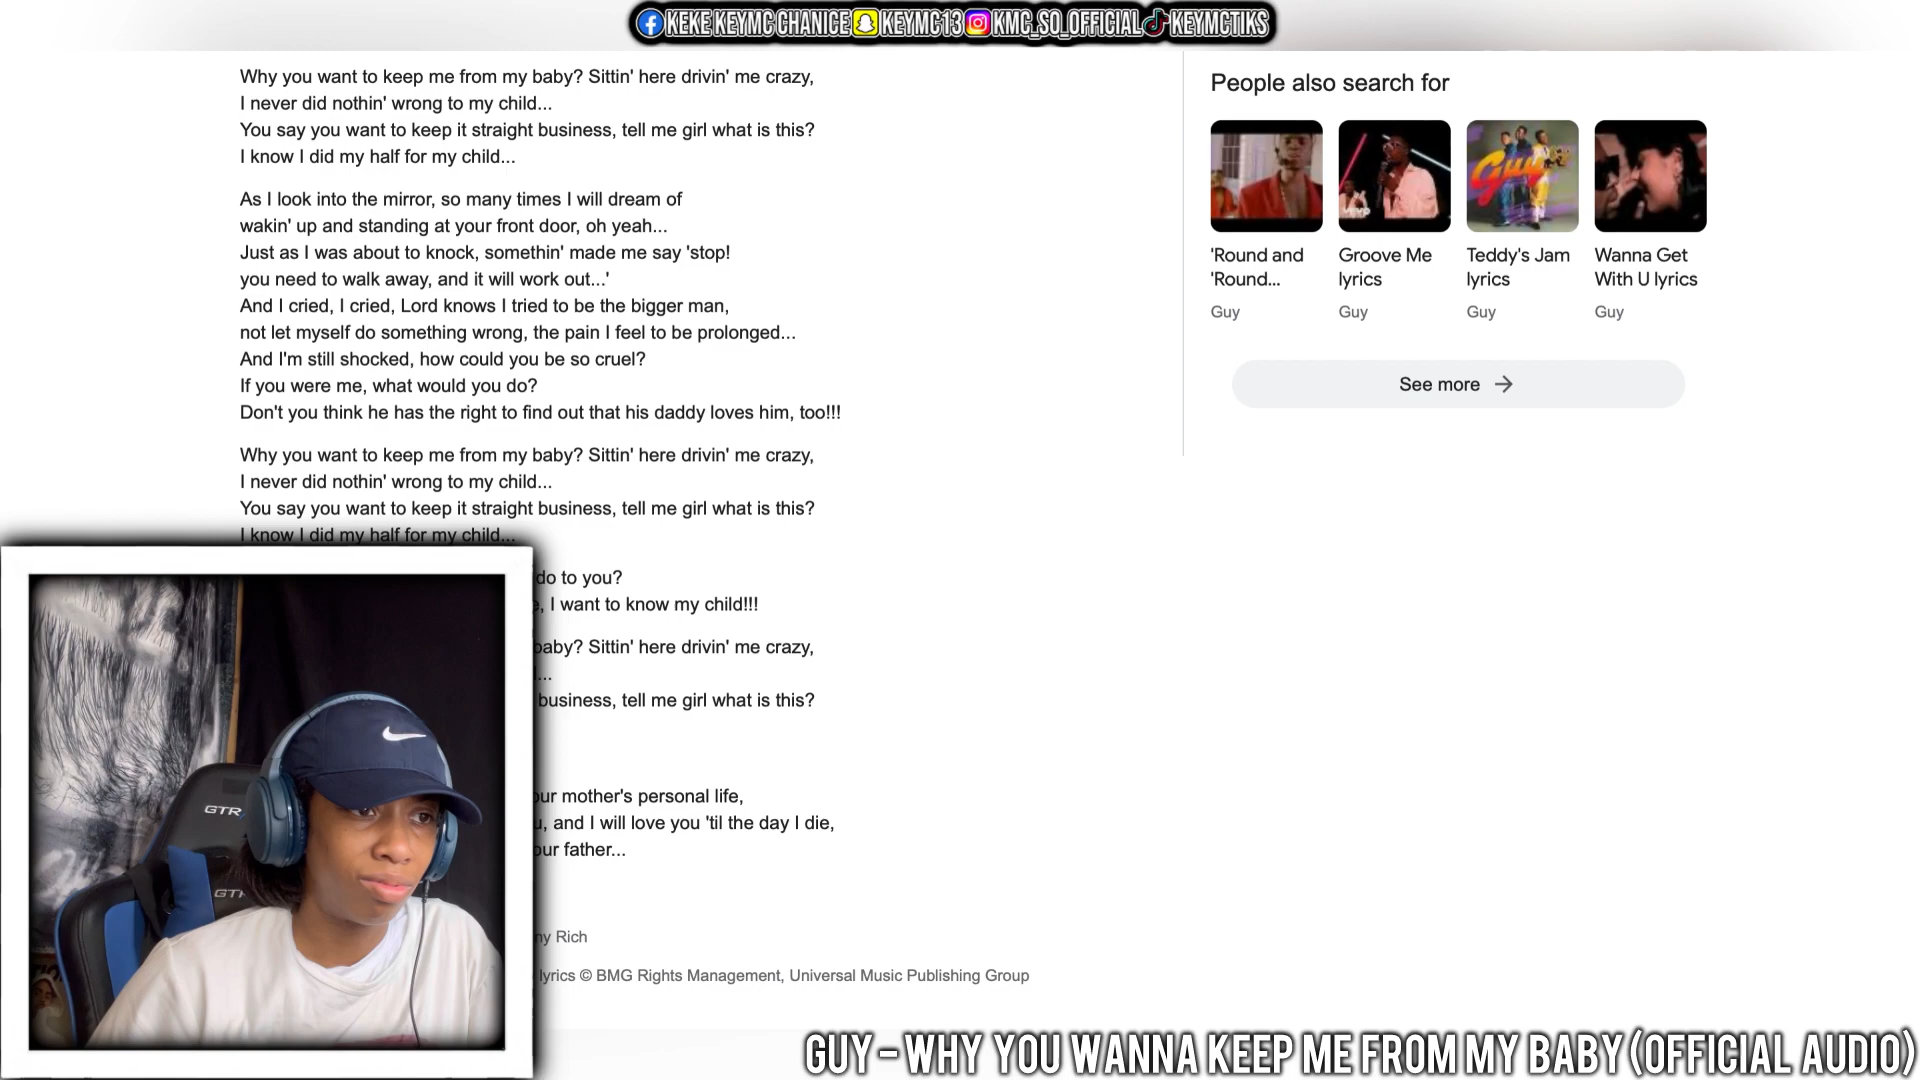 KEKE KEYMC CHANICE KEYMC13 KMC_SO_OFFICIAL KEYMCTIKS
Why you want to keep me from my baby? Sittin' here drivin' me crazy,
I never did nothin' wrong to my child...
You say you want to keep it straight business, tell me girl what is this?
I know I did my half for my child...
As I look into the mirror, so many times I will dream of
wakin' up and standing at your front door, oh yeah...
Just as I was about to knock, somethin' made me say 'stop!
you need to walk away, and it will work out...'
And I cried, I cried, Lord knows I tried to be the bigger man,
not let myself do something wrong, the pain I feel to be prolonged...
And I'm still shocked, how could you be so cruel?
If you were me, what would you do?
Don't you think he has the right to find out that his daddy loves him, too!!!
Why you want to keep me from my baby? Sittin' here drivin' me crazy,
I never did nothin' wrong to my child...
You say you want to keep it straight business, tell me girl what is this?
I know I did my half for my child...
do to you?
, I want to know my child!!!
baby? Sittin' here drivin' me crazy,
...
business, tell me girl what is this?
our mother's personal life,
, and I will love you 'til the day I die,
our father...
ny Rich
lyrics © BMG Rights Management, Universal Music Publishing Group
People also search for
Guy
'Round and
'Round...
Guy
Groove Me
lyrics
Guy
Teddy's Jam
lyrics
Guy
Wanna Get
With U lyrics
Guy
See more
GTR
GTR
GUY – WHY YOU WANNA KEEP ME FROM MY BABY (OFFICIAL AUDIO)